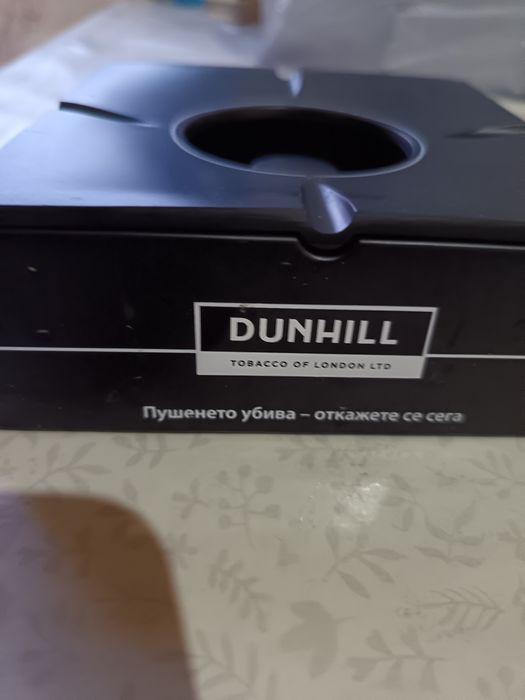 DUNHILL
TOBACCO OF LONDON LTD
Пушенето убива – откажете се сега